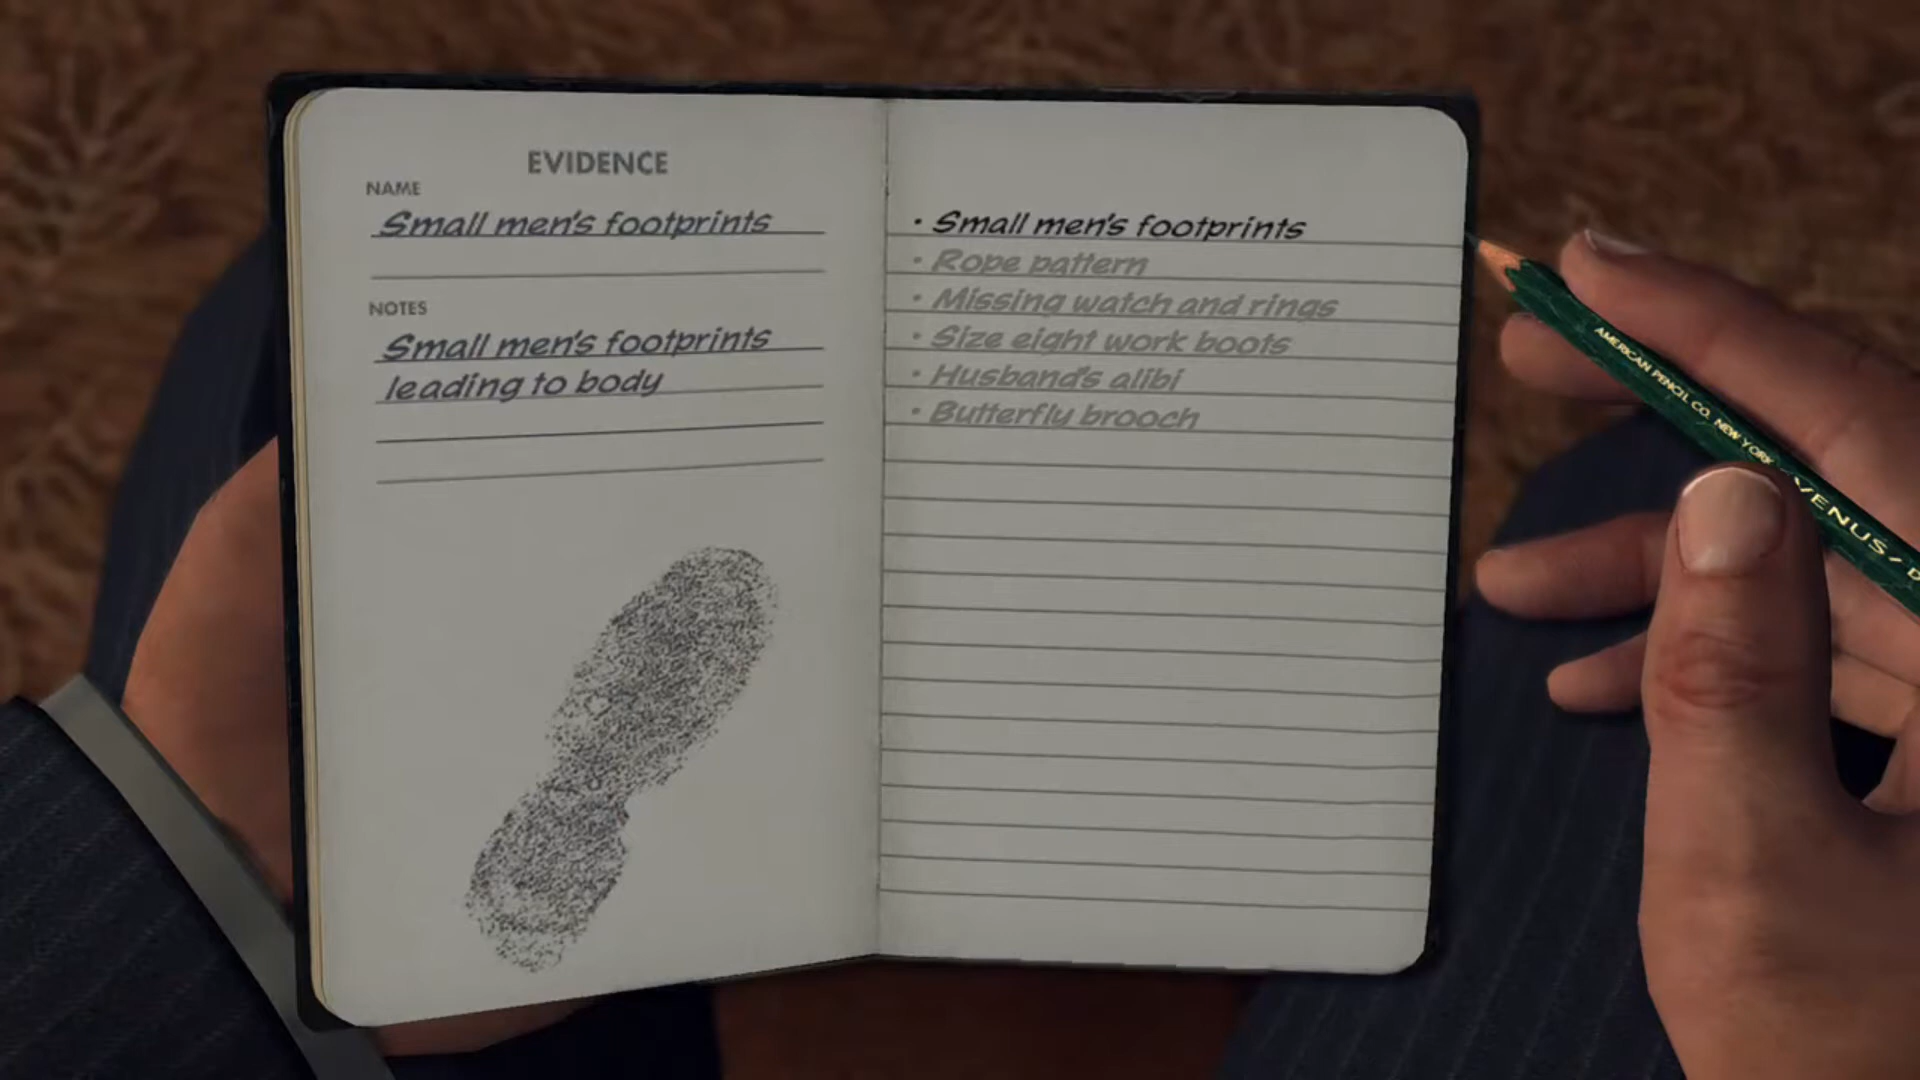 EVIDENCE
NAME
Small men's footprints
NOTES
Small men's footprints
leading to body
• Small men's footprints
• Rope pattern
• Missing watch and rings
• Size eight work boots
• Husband's alibi
• Butterfly brooch
AMERICAN PENCIL CO. NEW YORK VENUS/